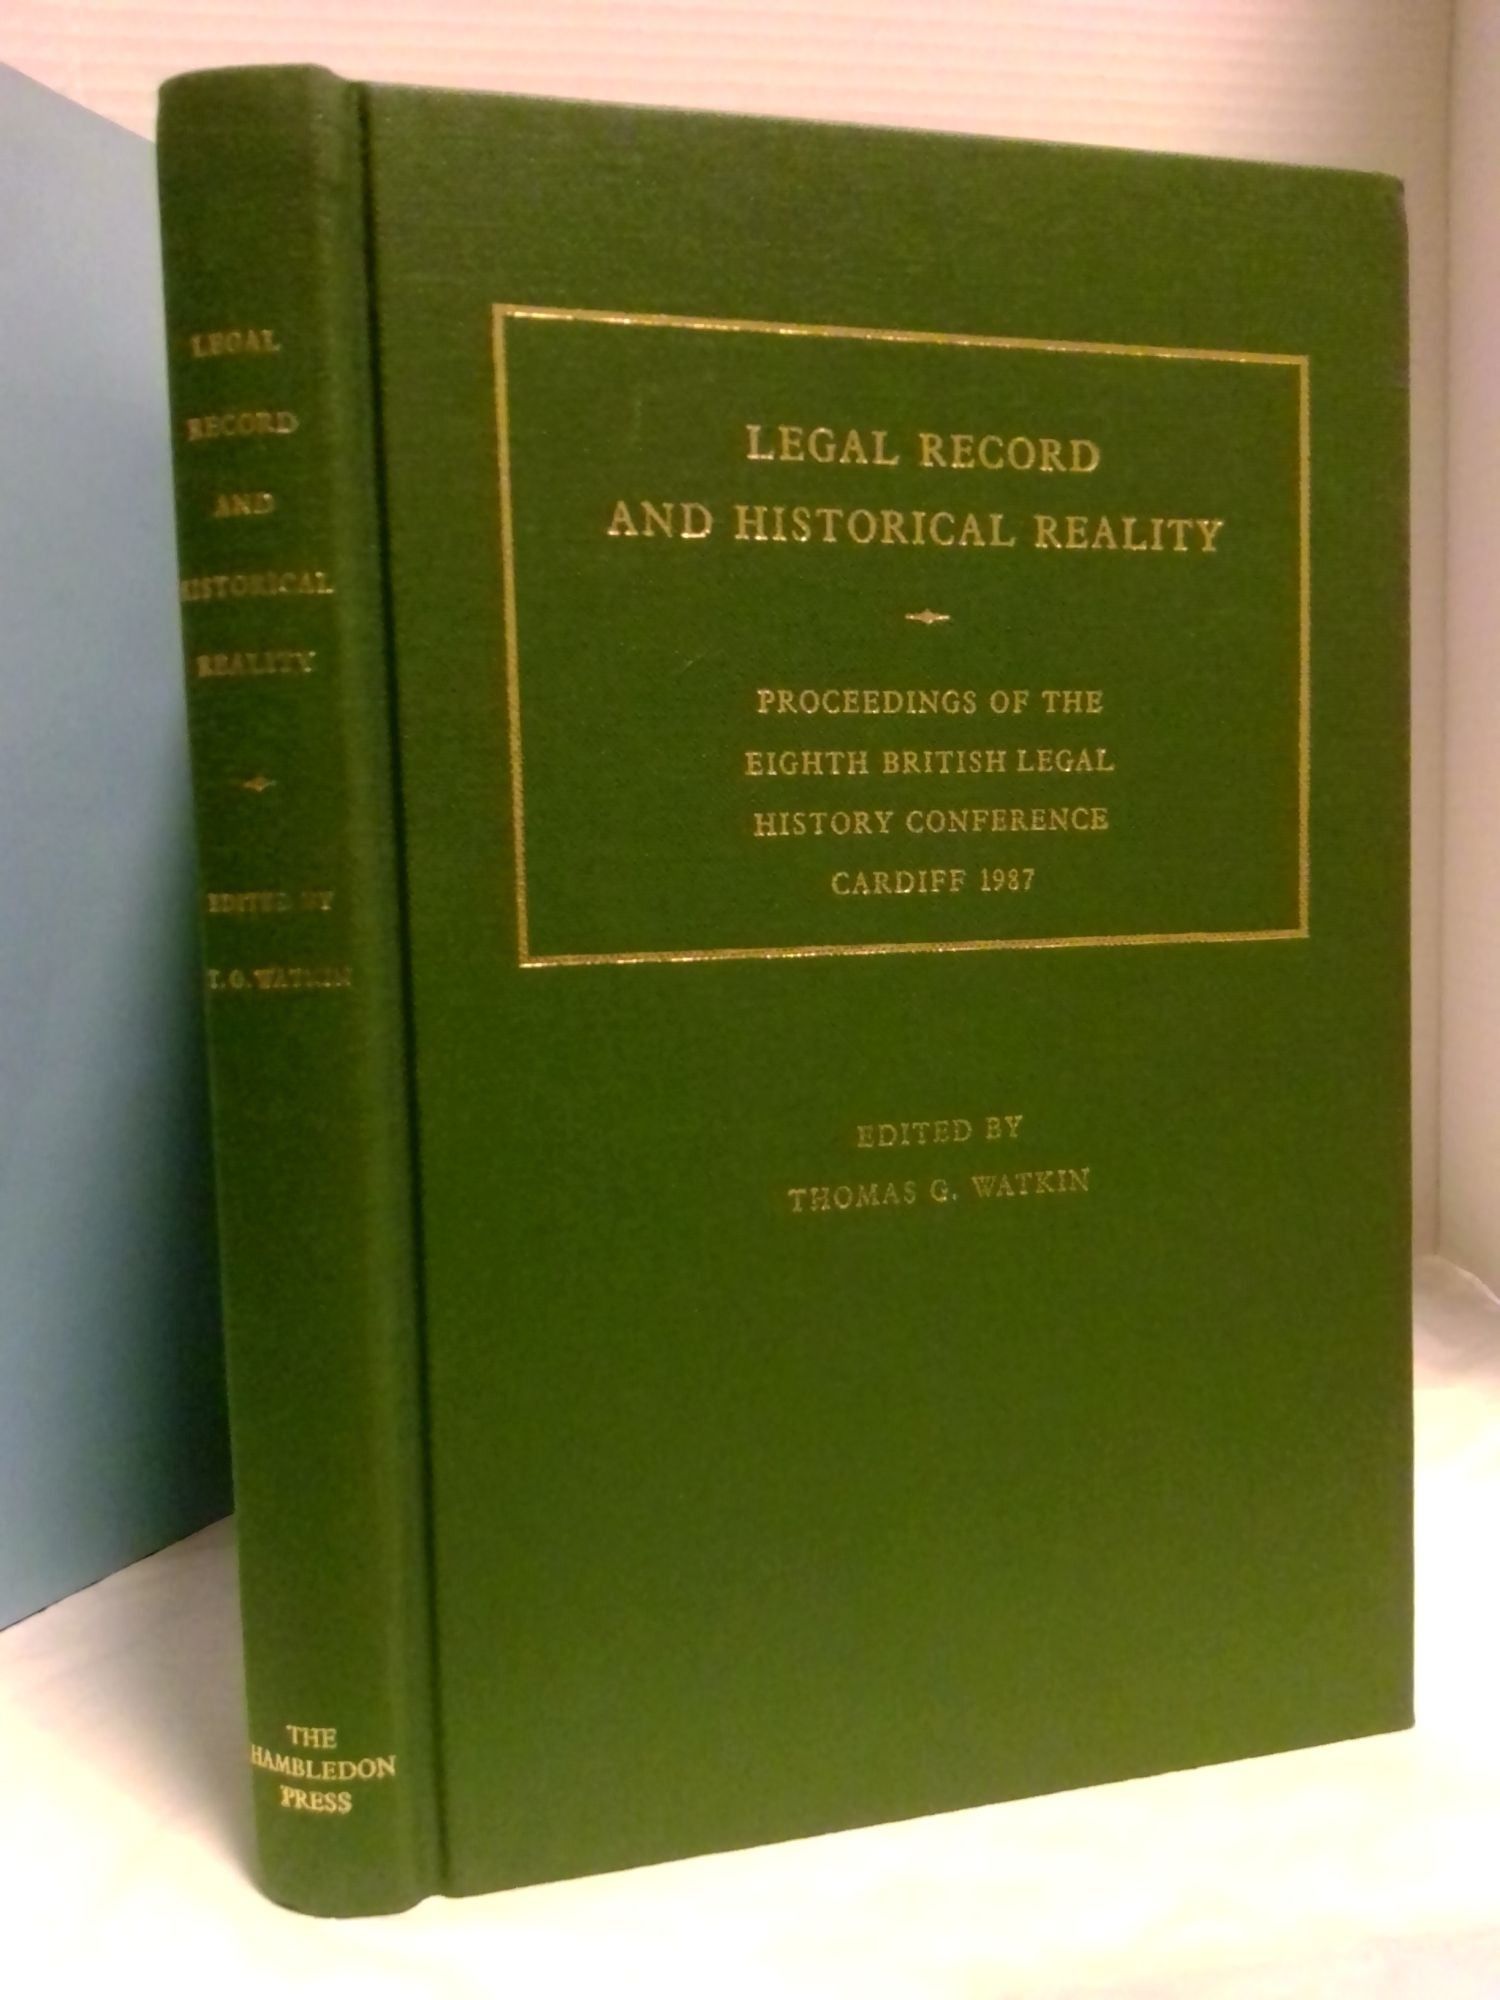 LEGAL
RECORD
AND
HISTORICAL
REALITY
EDITED BY
T. G. WATKIN
THE
HAMBLEDON
PRESS
LEGAL RECORD
AND HISTORICAL REALITY
PROCEEDINGS OF THE
EIGHTH BRITISH LEGAL
HISTORY CONFERENCE
CARDIFF 1987
EDITED BY
THOMAS G. WATKIN